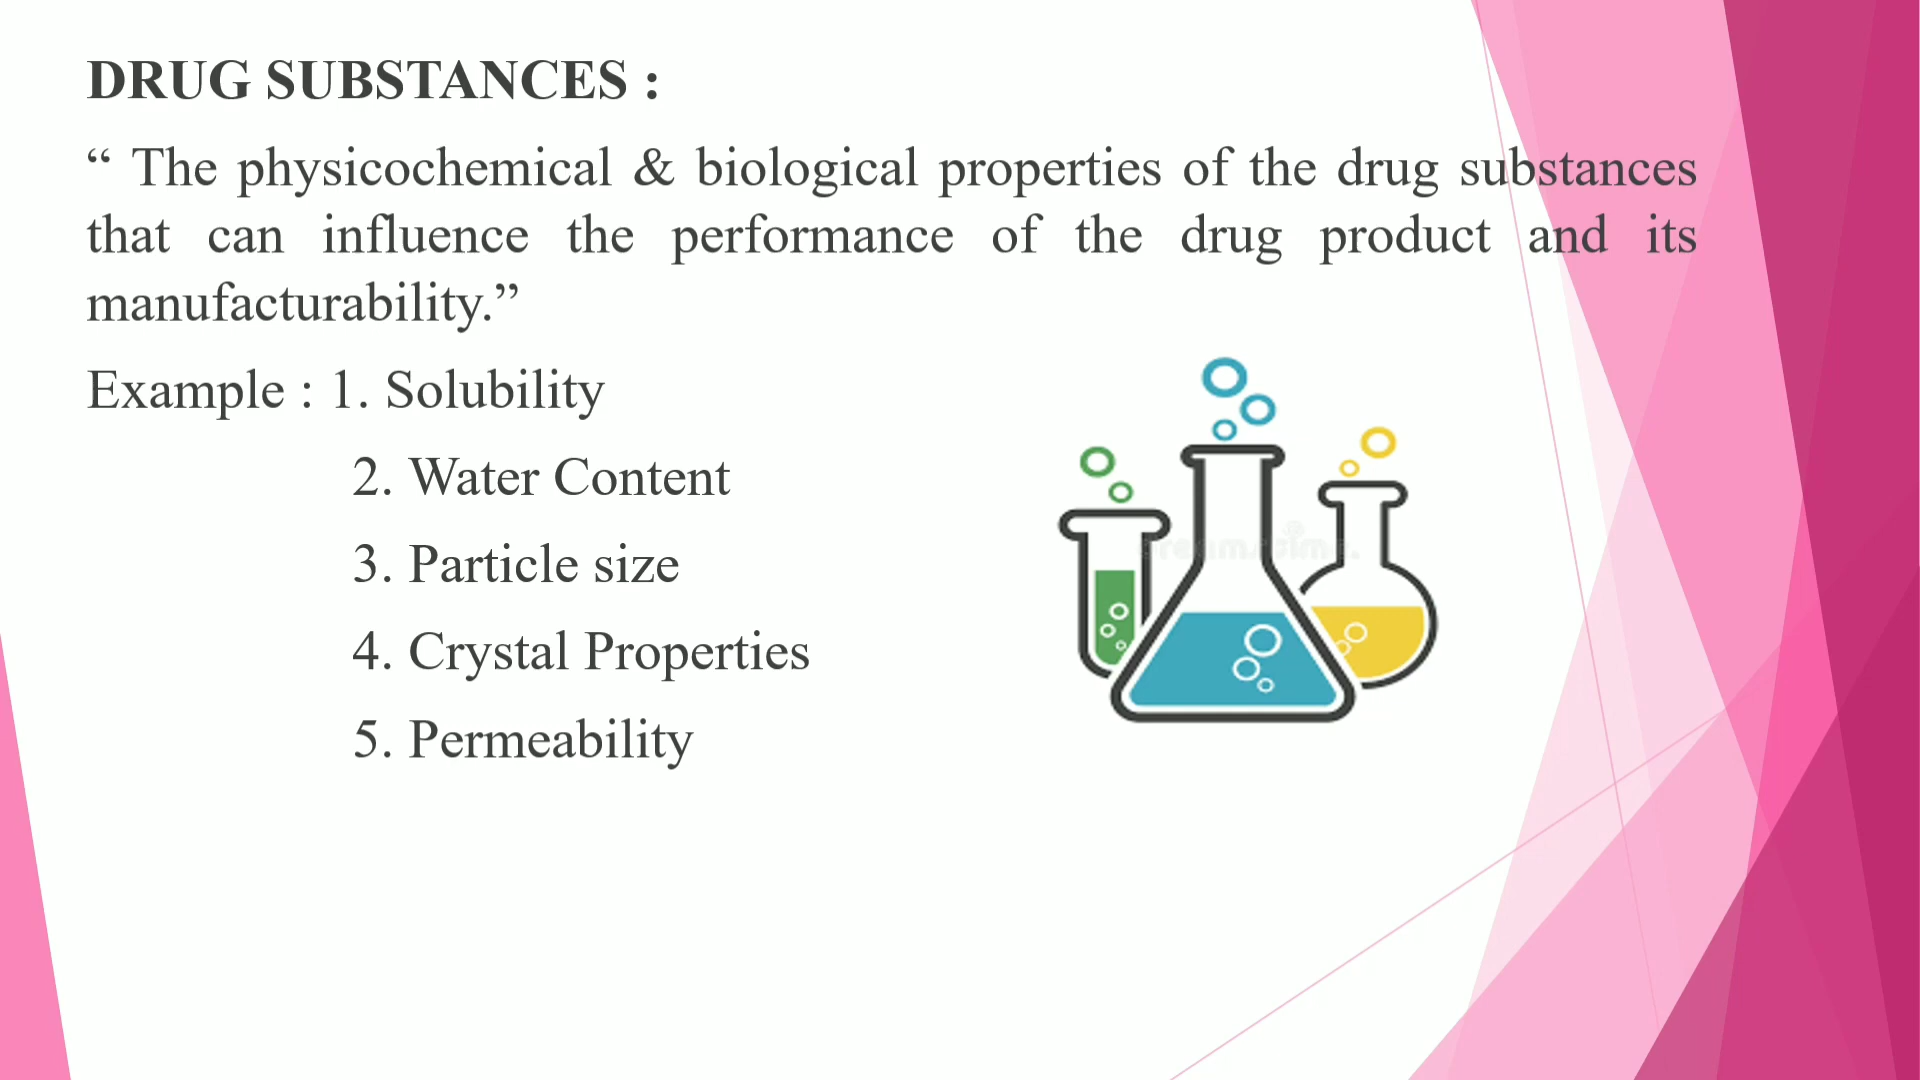 DRUG SUBSTANCES :
“ The physicochemical & biological properties of the drug substances
that can influence the performance of the drug product and its
manufacturability.”
Example : 1. Solubility
2. Water Content
3. Particle size
4. Crystal Properties
5. Permeability